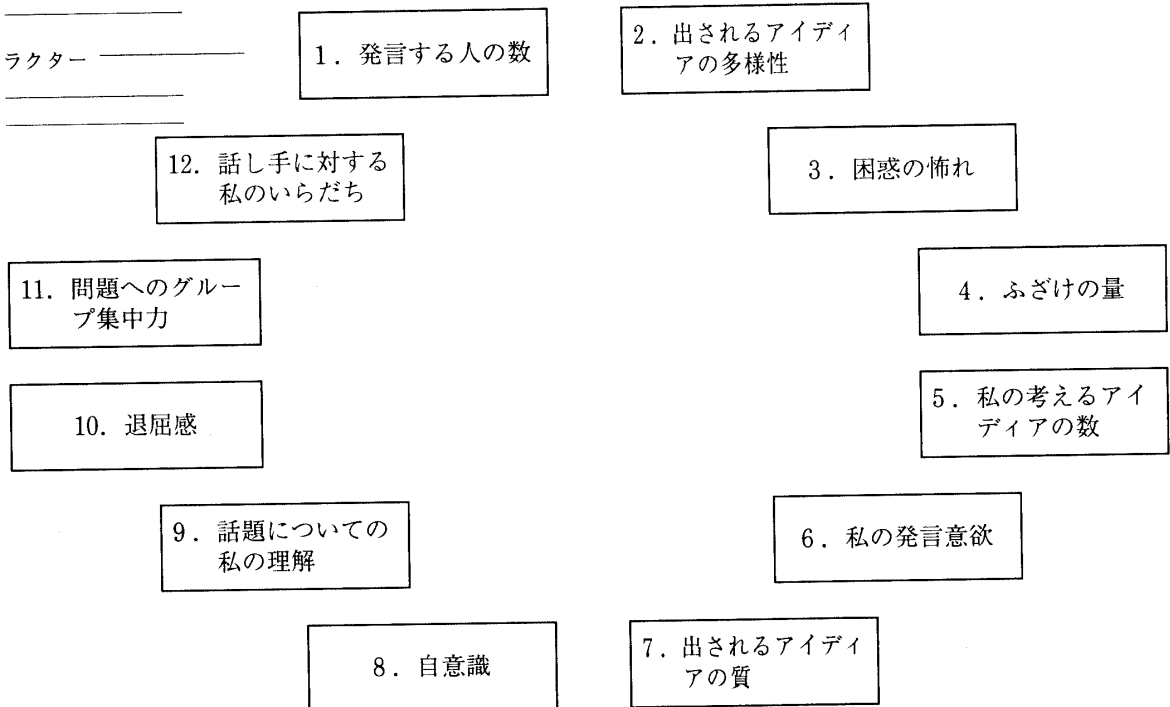 ラクター
1. 発言する人の数
2. 出されるアイディ
アの多様性
12. 話し手に対する
私のいらだち
3. 困惑の怖れ
11. 問題へのグルー
プ集中力
4. ふざけの量
10. 退屈感
5. 私の考えるアイ
ディアの数
9. 話題についての
私の理解
6. 私の発言意欲
8. 自意識
7. 出されるアイディ
アの質